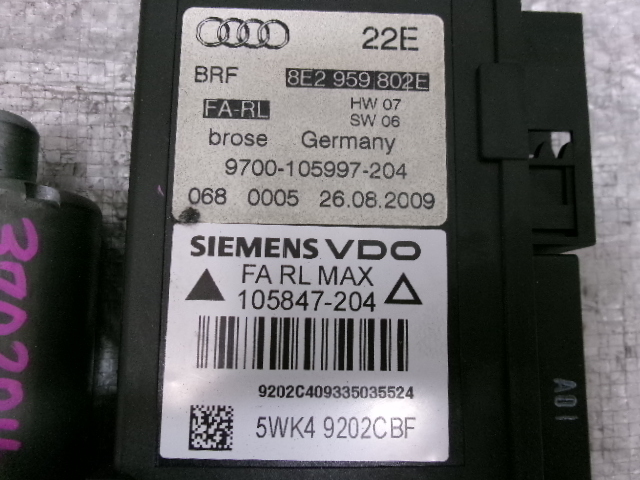 22E
BRF 8E2 959 802E
FA-RL HW 07
SW 06
brose Germany
9700-105997-204
068 0005 26.08.2009
SIEMENS VDO
FA RL MAX
105847-204
9202C409335035524
5WK4 9202CBF
A01